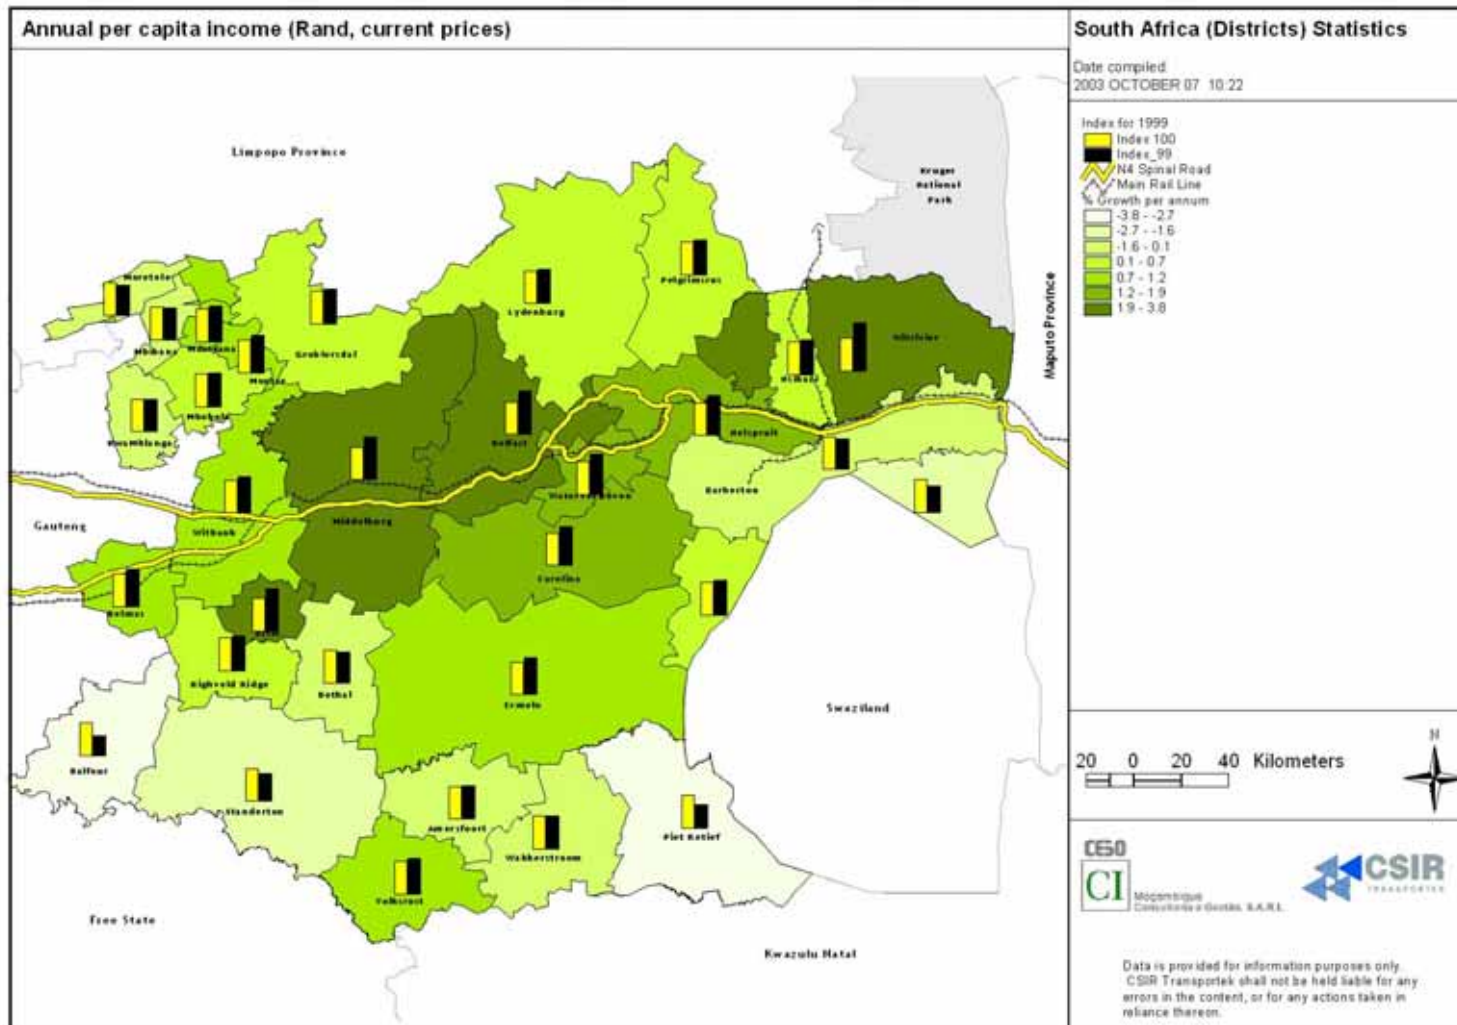 Annual per capita income (Rand, current prices)
South Africa (Districts) Statistics
Date compiled
2003 OCTOBER 07 10:22
Index for 1999
Index 100
Index_99
N4 Spinal Road
Main Rail Line
% Growth per annum
-3.8 - -2.7
-2.7 - -1.6
-1.6 - 0.1
0.1 - 0.7
0.7 - 1.2
1.2 - 1.9
1.9 - 3.8
Limpopo Province
Kruger
National
Park
Maputo Province
Pelgrimsrus
Lydenburg
Groblersdal
Belfast
Nelspruit
Barberton
Middelburg
Witbank
Gauteng
Carolina
Delmas
Highveld Ridge
Bethal
Ermelo
Swaziland
Balfour
Standerton
Amersfoort
Wakkerstroom
Piet Retief
Volksrust
Free State
Kwazulu Natal
20 0 20 40 Kilometers
N
CESO
CI
Moçambique
Consultoria e Gestão, S.A.R.L.
CSIR
TRANSPORTEK
Data is provided for information purposes only.
CSIR Transportek shall not be held liable for any
errors in the content, or for any actions taken in
reliance thereon.